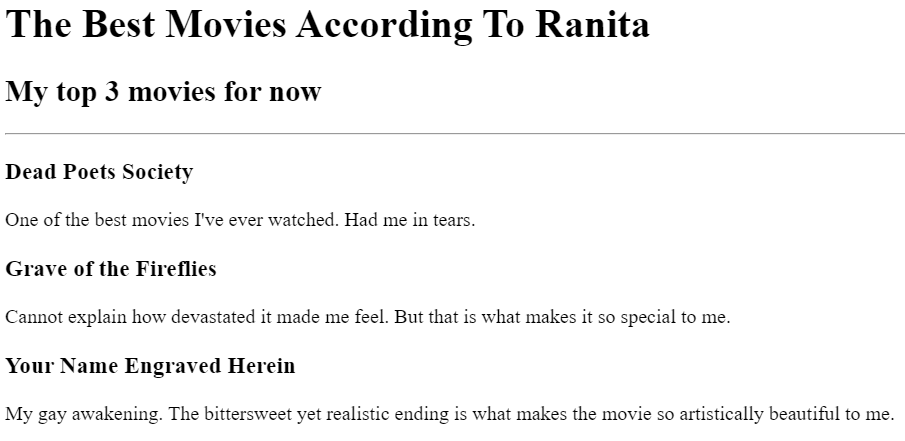 The Best Movies According To Ranita
My top 3 movies for now
Dead Poets Society
One of the best movies I've ever watched. Had me in tears.
Grave of the Fireflies
Cannot explain how devastated it made me feel. But that is what makes it so special to me.
Your Name Engraved Herein
My gay awakening. The bittersweet yet realistic ending is what makes the movie so artistically beautiful to me.